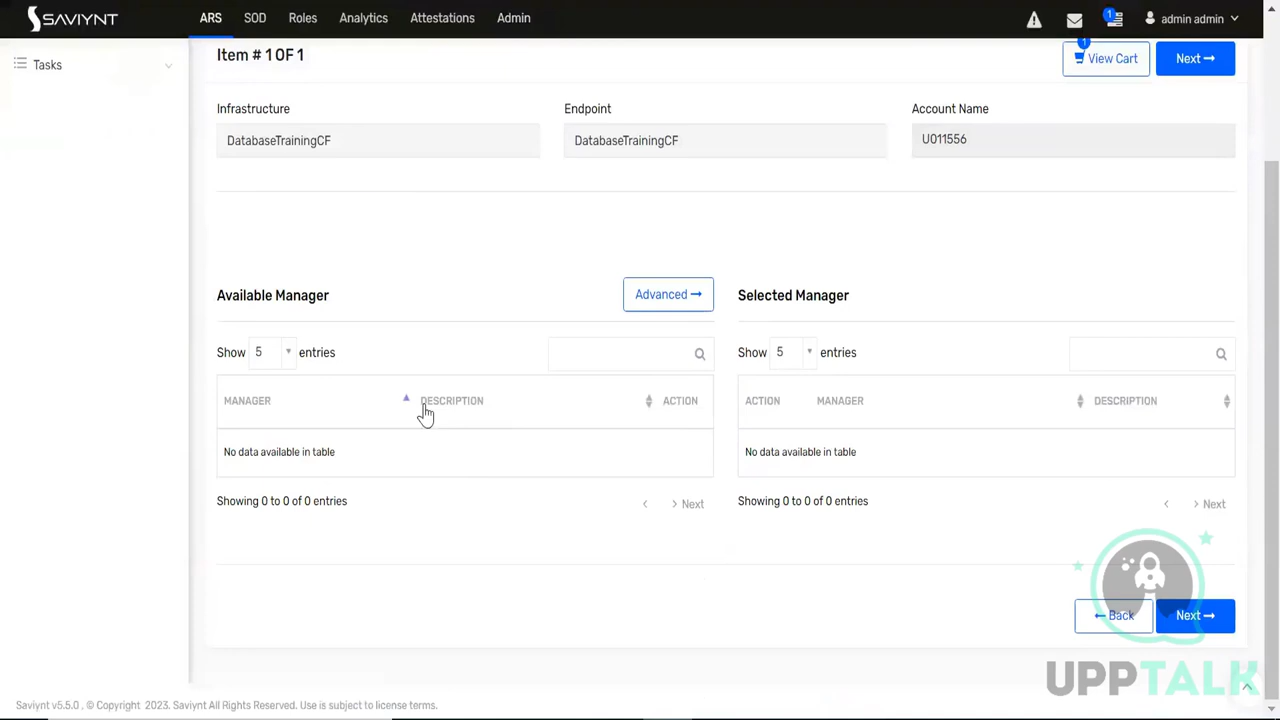 SAVIYNT
ARS SOD Roles Analytics Attestations Admin
1
admin admin
Tasks
Item # 1 OF 1
1
View Cart
Next
Infrastructure
Endpoint
Account Name
DatabaseTrainingCF
DatabaseTrainingCF
U011556
Available Manager
Advanced
Selected Manager
Show 5 entries
Show 5 entries
MANAGER DESCRIPTION ACTION
ACTION MANAGER DESCRIPTION
No data available in table
No data available in table
Showing 0 to 0 of 0 entries
Next
Showing 0 to 0 of 0 entries
Next
Back
Next
UPPTALK
Saviynt v5.5.0 , © Copyright 2023. Saviynt All Rights Reserved. Use is subject to license terms.